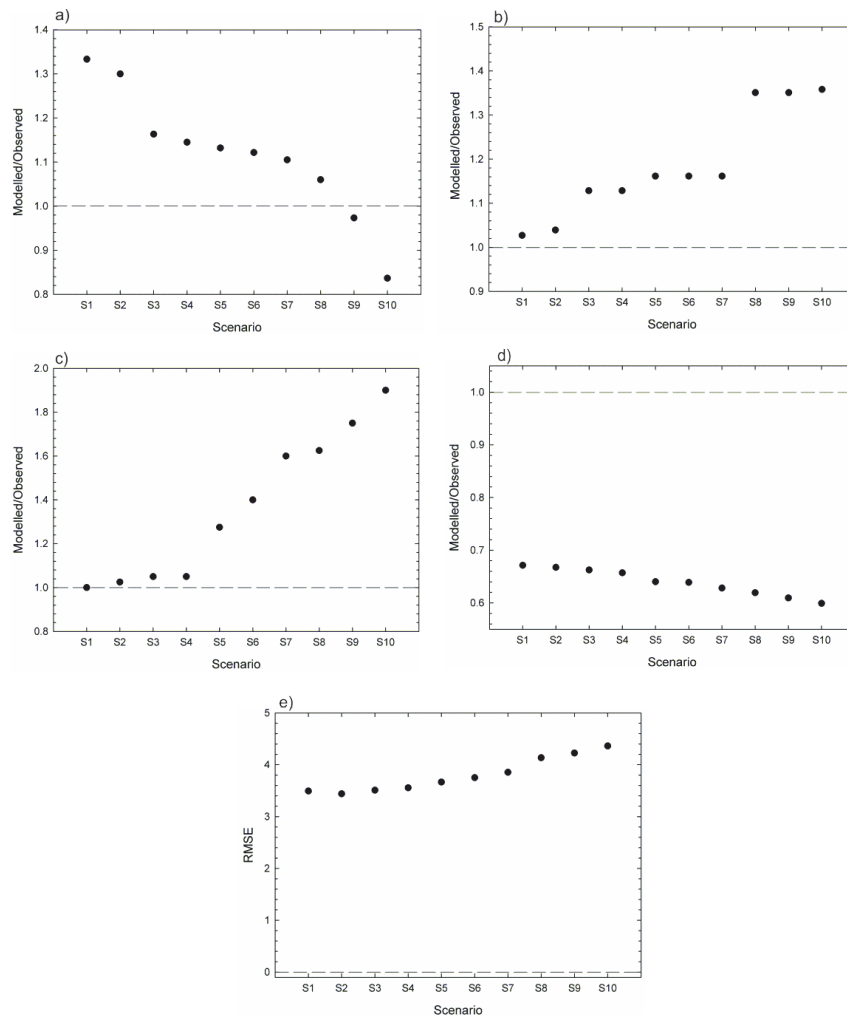 a)
1.4
1.3
1.2
1.1
1.0
0.9
0.8
Modelled/Observed
S1 S2 S3 S4 S5 S6 S7 S8 S9 S10
Scenario
b)
1.5
1.4
1.3
1.2
1.1
1.0
0.9
Modelled/Observed
S1 S2 S3 S4 S5 S6 S7 S8 S9 S10
Scenario
c)
2.0
1.8
1.6
1.4
1.2
1.0
0.8
Modelled/Observed
S1 S2 S3 S4 S5 S6 S7 S8 S9 S10
Scenario
d)
1.0
0.9
0.8
0.7
0.6
Modelled/Observed
S1 S2 S3 S4 S5 S6 S7 S8 S9 S10
Scenario
e)
5
4
3
2
1
0
RMSE
S1 S2 S3 S4 S5 S6 S7 S8 S9 S10
Scenario